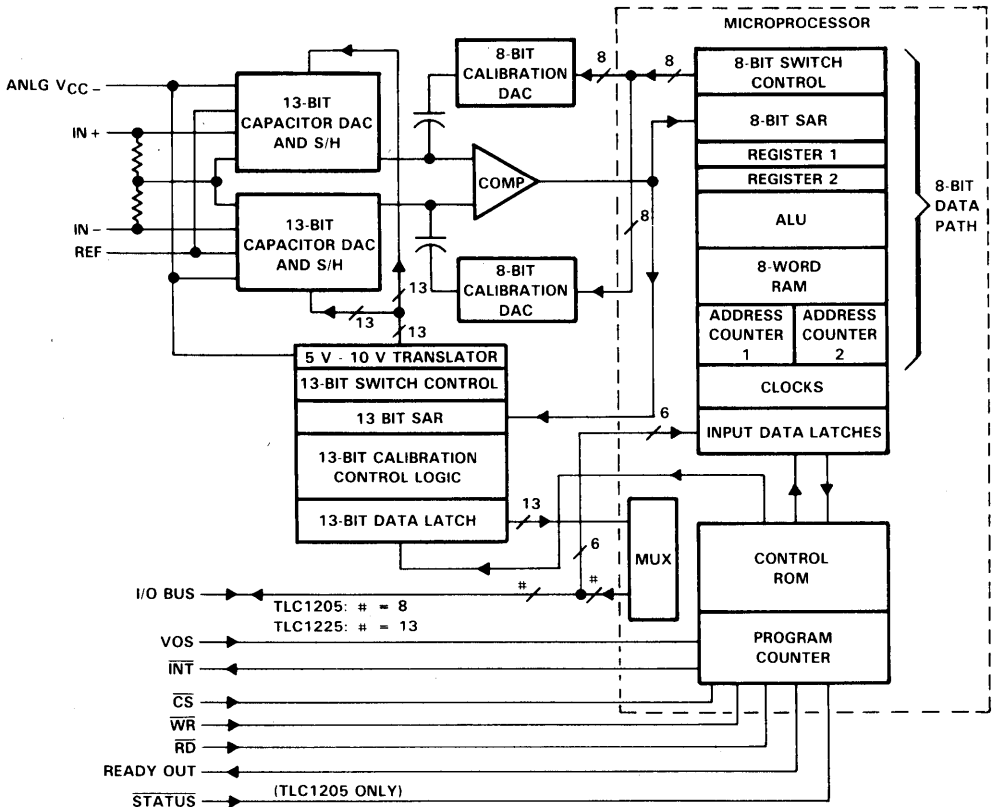 MICROPROCESSOR
ANLG VCC -
IN +
IN -
REF
13-BIT
CAPACITOR DAC
AND S/H
13-BIT
CAPACITOR DAC
AND S/H
8-BIT
CALIBRATION
DAC
8
8
COMP
8
8-BIT
CALIBRATION
DAC
13
13
13
8-BIT SWITCH
CONTROL
8-BIT SAR
REGISTER 1
REGISTER 2
ALU
8-WORD
RAM
ADDRESS
COUNTER
1
ADDRESS
COUNTER
2
CLOCKS
INPUT DATA LATCHES
8-BIT
DATA
PATH
5 V - 10 V TRANSLATOR
13-BIT SWITCH CONTROL
13 BIT SAR
13-BIT CALIBRATION
CONTROL LOGIC
13-BIT DATA LATCH
13
6
6
MUX
CONTROL
ROM
PROGRAM
COUNTER
I/O BUS
#
#
TLC1205: # = 8
TLC1225: # = 13
VOS
INT
CS
WR
RD
READY OUT
STATUS
(TLC1205 ONLY)